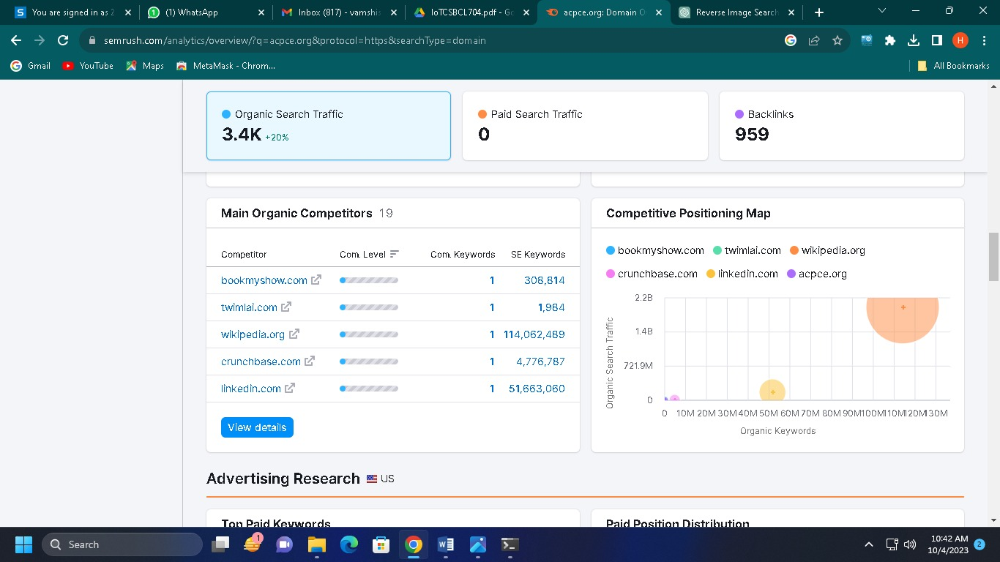 You are signed in as 2
(1) WhatsApp
Inbox (817) - vamshis
IoTCSBCL704.pdf - Go
acpce.org: Domain O
Reverse Image Search
semrush.com/analytics/overview/?q=acpce.org&protocol=https&searchType=domain
H
Gmail
YouTube
Maps
MetaMask - Chrom...
All Bookmarks
Organic Search Traffic
3.4K +20%
Paid Search Traffic
0
Backlinks
959
Main Organic Competitors 19
Competitor Com. Level Com. Keywords SE Keywords
bookmyshow.com 1 308,814
twimlai.com 1 1,984
wikipedia.org 1 114,062,489
crunchbase.com 1 4,776,787
linkedin.com 1 51,663,060
View details
Competitive Positioning Map
bookmyshow.com twimlai.com wikipedia.org
crunchbase.com linkedin.com acpce.org
Organic Search Traffic
2.2B
1.4B
721.9M
0
0 10M 20M 30M 40M 50M 60M 70M 80M 90M 100M 110M 120M 130M
Organic Keywords
Advertising Research US
Top Paid Keywords
Paid Position Distribution
Search
1
10:42 AM
10/4/2023
2